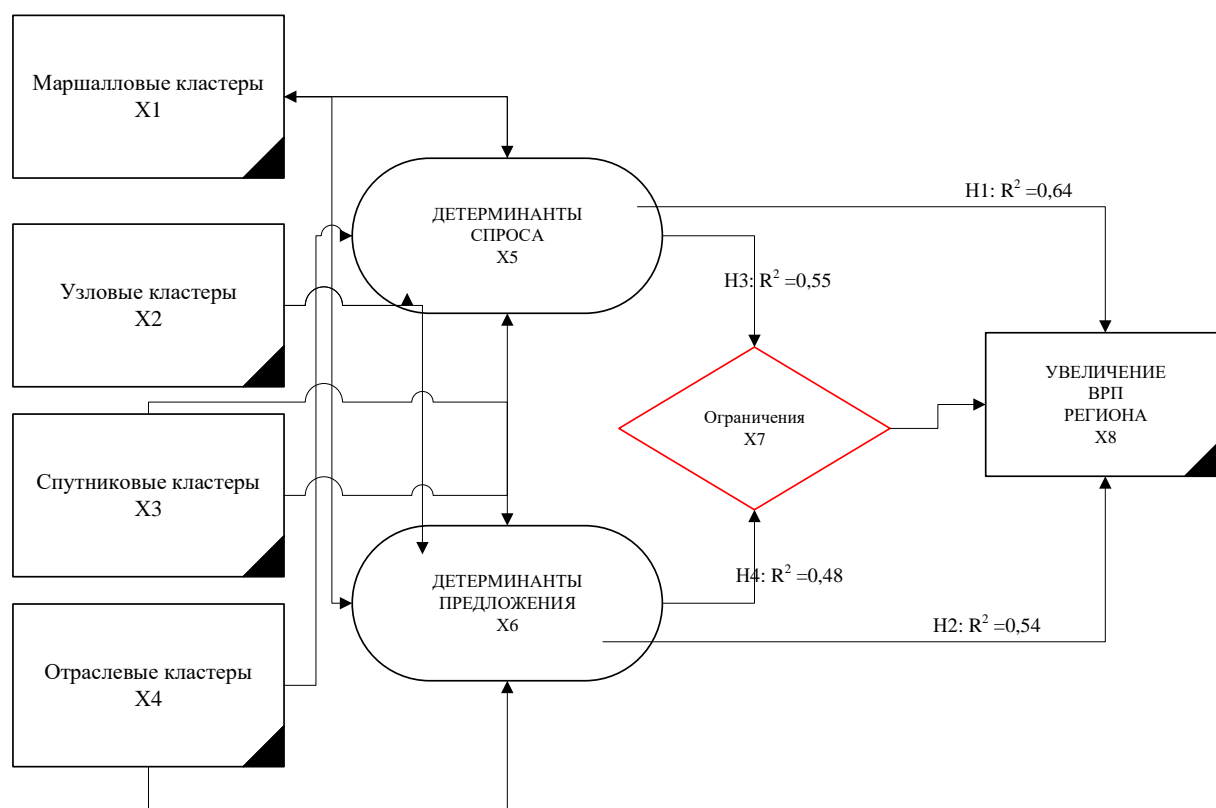 Маршалловые кластеры
X1
Узловые кластеры
X2
Спутниковые кластеры
X3
Отраслевые кластеры
X4
ДЕТЕРМИНАНТЫ
СПРОСА
X5
ДЕТЕРМИНАНТЫ
ПРЕДЛОЖЕНИЯ
X6
H1: R² =0,64
H3: R² =0,55
Ограничения
X7
H4: R² =0,48
H2: R² =0,54
УВЕЛИЧЕНИЕ
ВРП
РЕГИОНА
X8